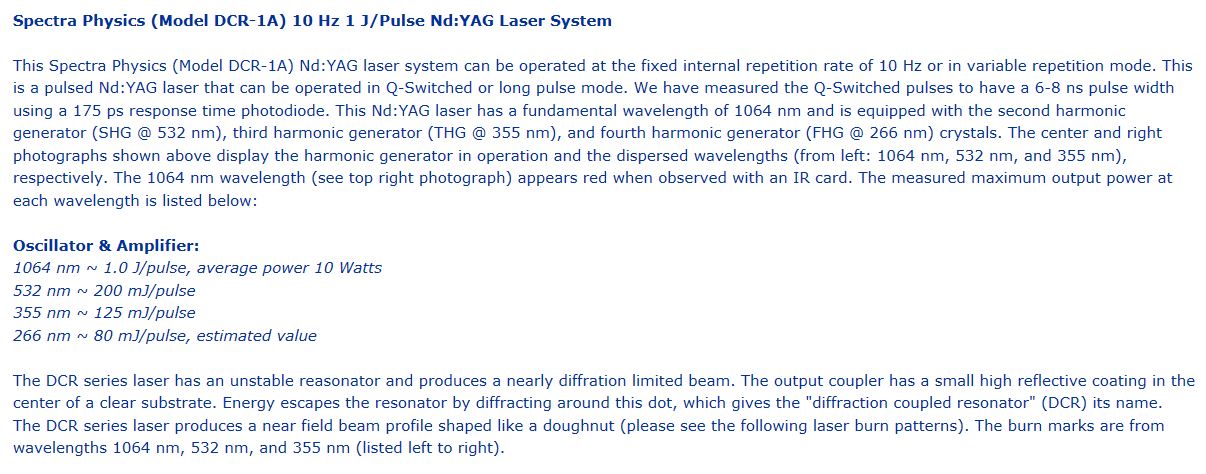 Spectra Physics (Model DCR-1A) 10 Hz 1 J/Pulse Nd:YAG Laser System
This Spectra Physics (Model DCR-1A) Nd:YAG laser system can be operated at the fixed internal repetition rate of 10 Hz or in variable repetition mode. This
is a pulsed Nd:YAG laser that can be operated in Q-Switched or long pulse mode. We have measured the Q-Switched pulses to have a 6-8 ns pulse width
using a 175 ps response time photodiode. This Nd:YAG laser has a fundamental wavelength of 1064 nm and is equipped with the second harmonic
generator (SHG @ 532 nm), third harmonic generator (THG @ 355 nm), and fourth harmonic generator (FHG @ 266 nm) crystals. The center and right
photographs shown above display the harmonic generator in operation and the dispersed wavelengths (from left: 1064 nm, 532 nm, and 355 nm),
respectively. The 1064 nm wavelength (see top right photograph) appears red when observed with an IR card. The measured maximum output power at
each wavelength is listed below:
Oscillator & Amplifier:
1064 nm ~ 1.0 J/pulse, average power 10 Watts
532 nm ~ 200 mJ/pulse
355 nm ~ 125 mJ/pulse
266 nm ~ 80 mJ/pulse, estimated value
The DCR series laser has an unstable reasonator and produces a nearly diffration limited beam. The output coupler has a small high reflective coating in the
center of a clear substrate. Energy escapes the resonator by diffracting around this dot, which gives the "diffraction coupled resonator" (DCR) its name.
The DCR series laser produces a near field beam profile shaped like a doughnut (please see the following laser burn patterns). The burn marks are from
wavelengths 1064 nm, 532 nm, and 355 nm (listed left to right).